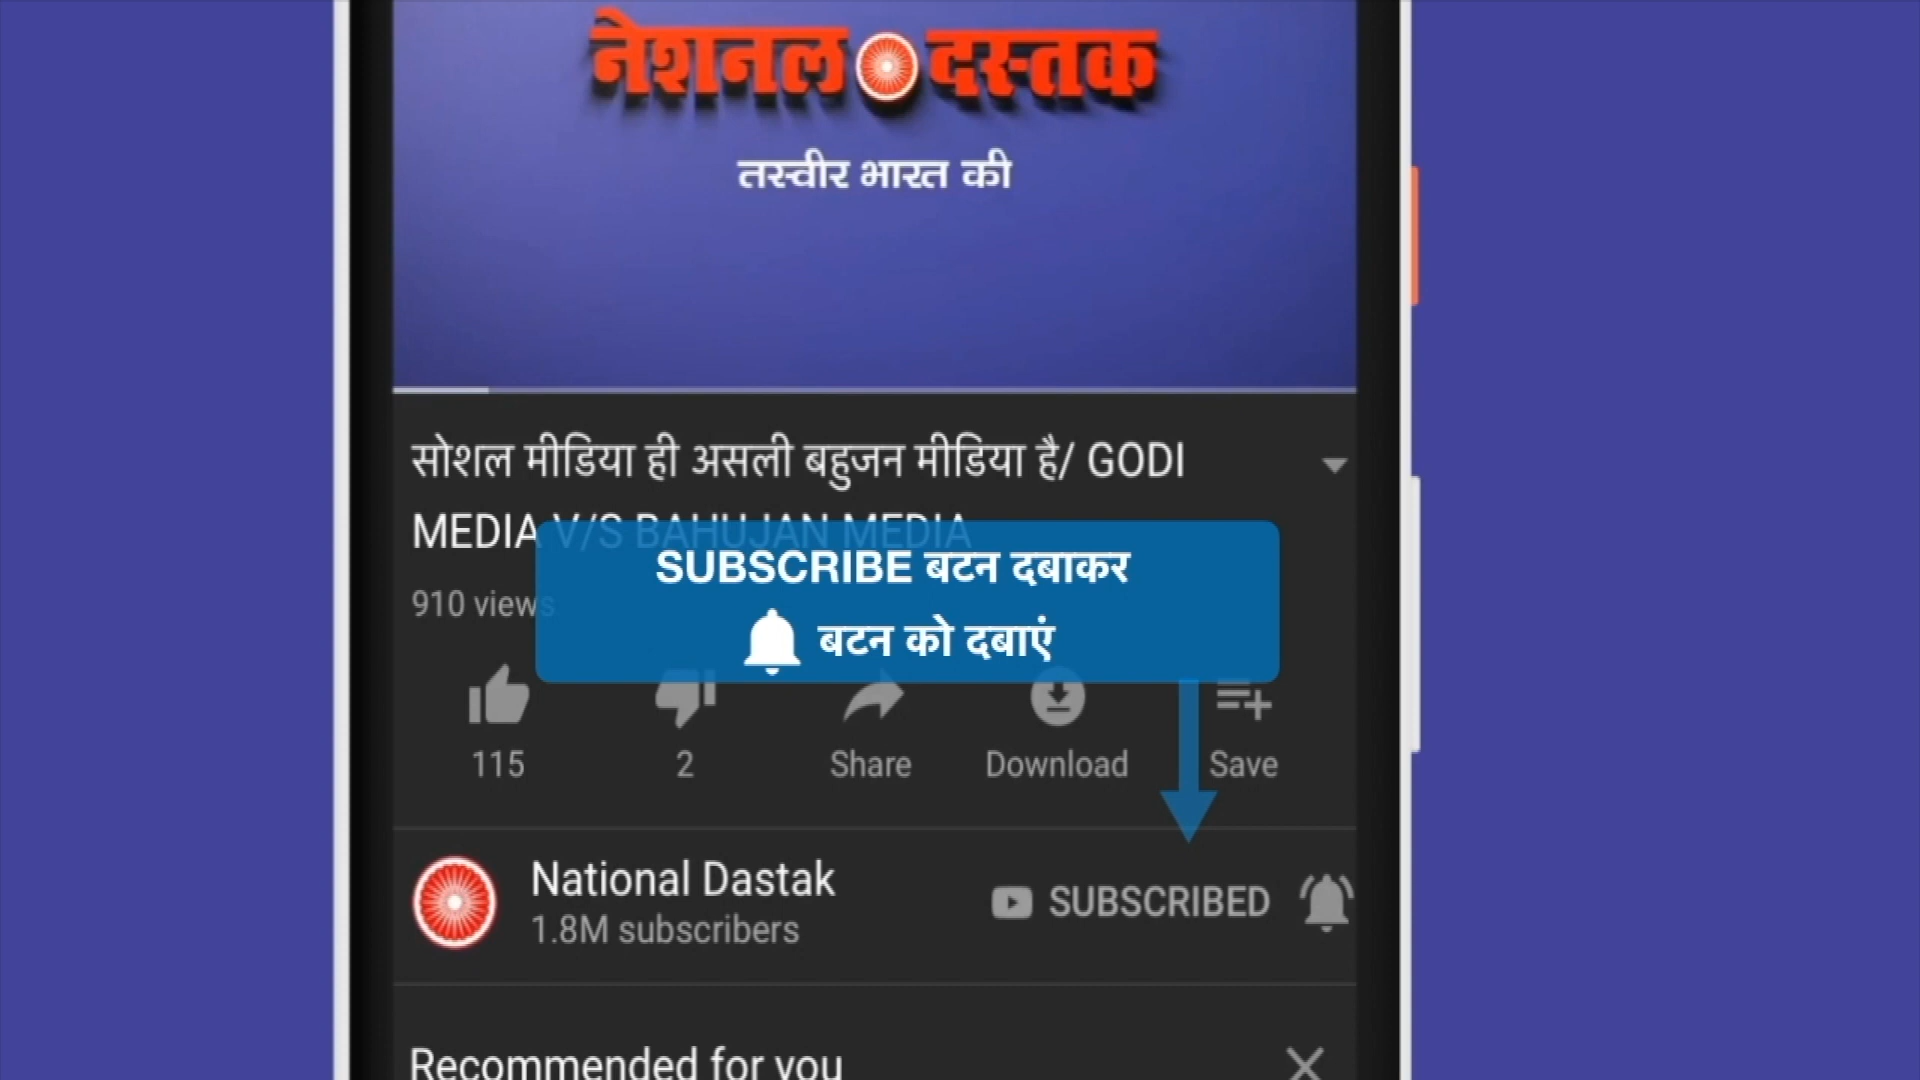 नेशनल दस्तक
तस्वीर भारत की
सोशल मीडिया ही असली बहुजन मीडिया है/ GODI
MEDIA V/S BAHUJAN MEDIA
910 views
SUBSCRIBE बटन दबाकर
बटन को दबाएं
115
2
Share
Download
Save
National Dastak
1.8M subscribers
SUBSCRIBED
Recommended for you